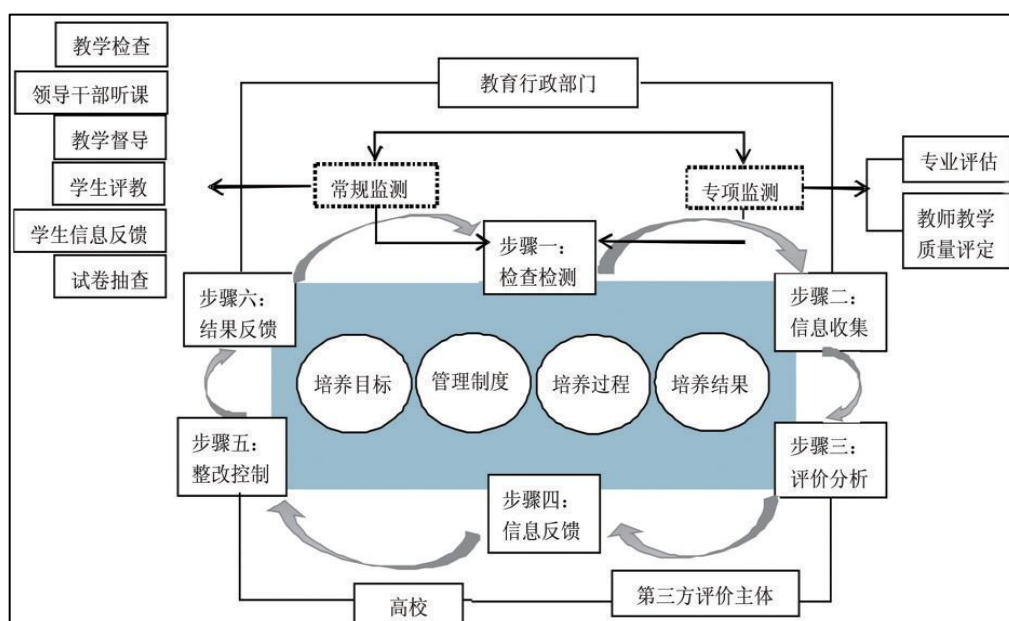 教学检查
领导干部听课
教学督导
学生评教
学生信息反馈
试卷抽查
教育行政部门
常规监测
专项监测
专业评估
教师教学
质量评定
步骤一：
检查检测
步骤二：
信息收集
步骤三：
评价分析
步骤四：
信息反馈
步骤五：
整改控制
步骤六：
结果反馈
培养目标
管理制度
培养过程
培养结果
高校
第三方评价主体